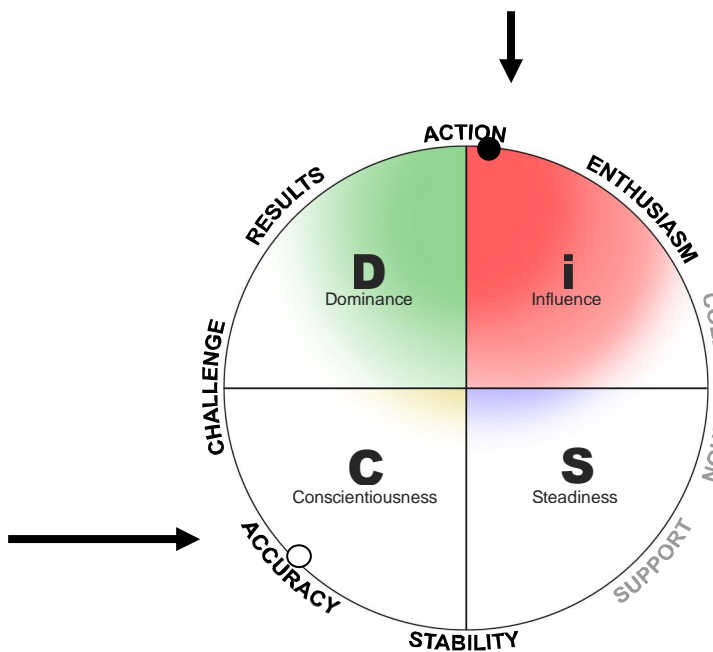 ACTION
RESULTS
ENTHUSIASM
D
Dominance
i
Influence
CHALLENGE
C
Conscientiousness
S
Steadiness
ACCURACY
SUPPORT
STABILITY